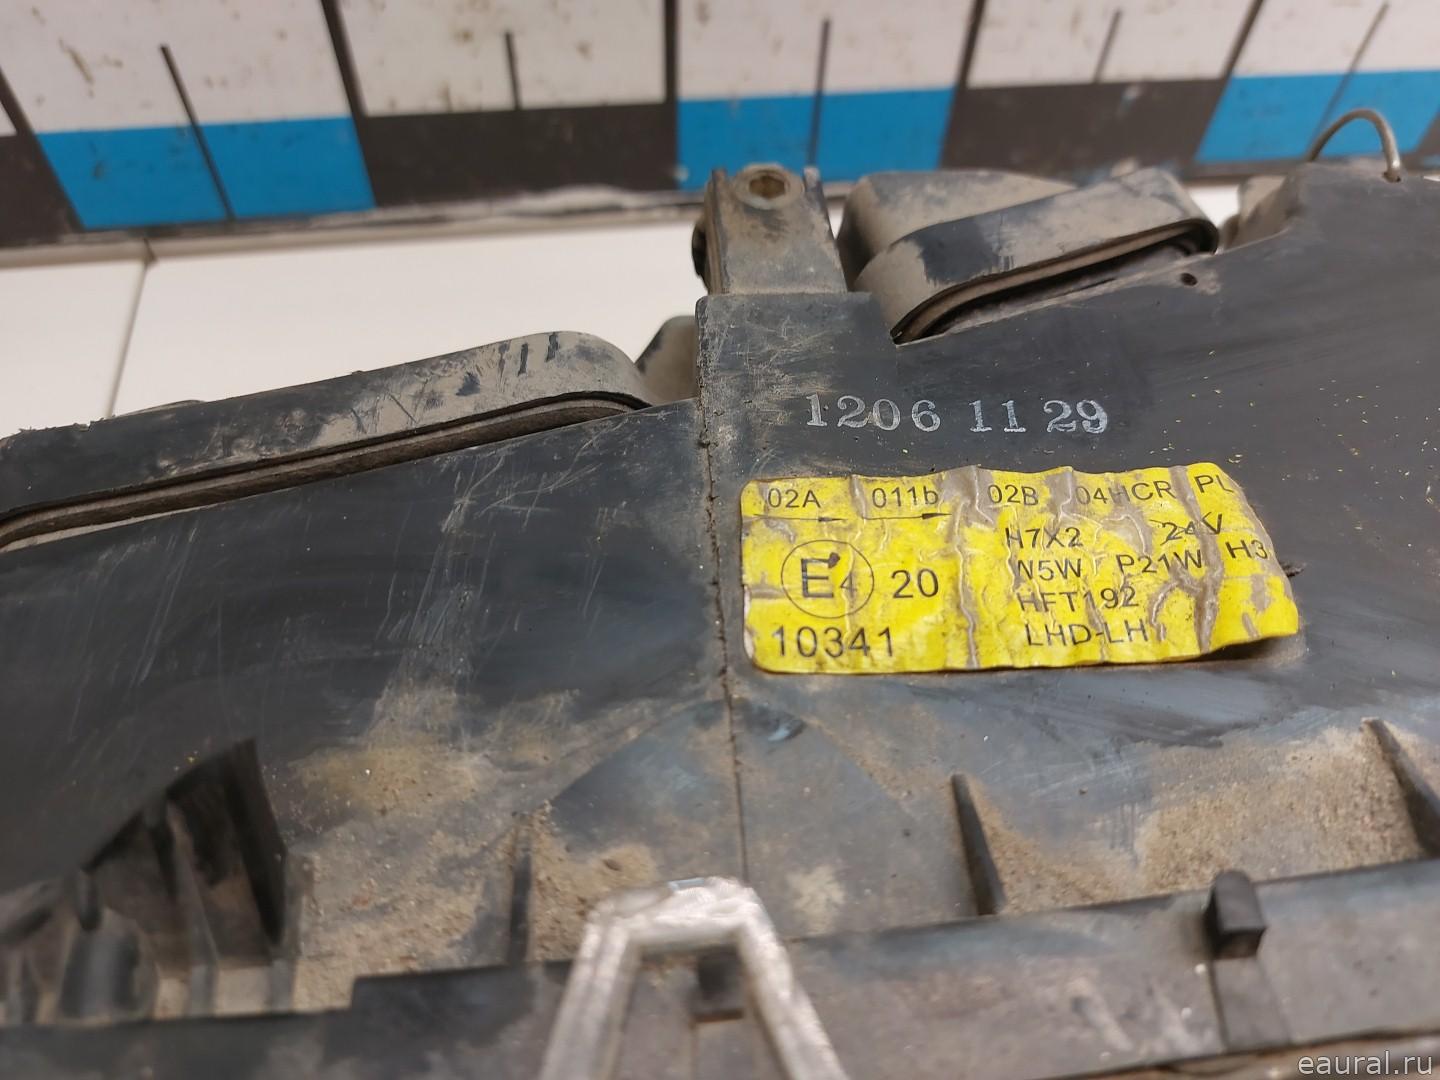 1206 11 29
02A 011b 02B 04HCR PL
H7X2 24V
W5W P21W H3
E4 20
HFT192
10341
LHD-LH
eaural.ru